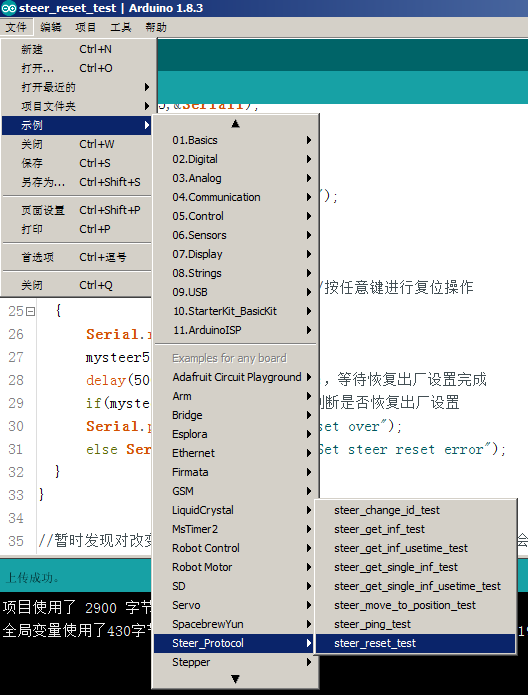 steer_reset_test | Arduino 1.8.3
文件 编辑 项目 工具 帮助
新建 Ctrl+N
打开... Ctrl+O
打开最近的
项目文件夹
示例
关闭 Ctrl+W
保存 Ctrl+S
另存为... Ctrl+Shift+S
页面设置 Ctrl+Shift+P
打印 Ctrl+P
首选项 Ctrl+逗号
关闭 Ctrl+Q
01.Basics
02.Digital
03.Analog
04.Communication
05.Control
06.Sensors
07.Display
08.Strings
09.USB
10.StarterKit_BasicKit
11.ArduinoISP
Examples for any board
Adafruit Circuit Playground
Arm
Bridge
Esplora
Ethernet
Firmata
GSM
LiquidCrystal
MsTimer2
Robot Control
Robot Motor
SD
Servo
SpacebrewYun
Steer_Protocol
Stepper
steer_change_id_test
steer_get_inf_test
steer_get_inf_usetime_test
steer_get_single_inf_test
steer_get_single_inf_usetime_test
steer_move_to_position_test
steer_ping_test
steer_reset_test
,&Serial1);
");
/按任意键进行复位操作
25 {
26 Serial.
27 mysteer5
28 delay(50 ，等待恢复出厂设置完成
29 if(myste 判断是否恢复出厂设置
30 Serial.p set over");
31 else Ser Set steer reset error");
32 }
33 }
34
35 //暂时发现对改变 会
上传成功。
项目使用了 2900 字节
全局变量使用了430字节